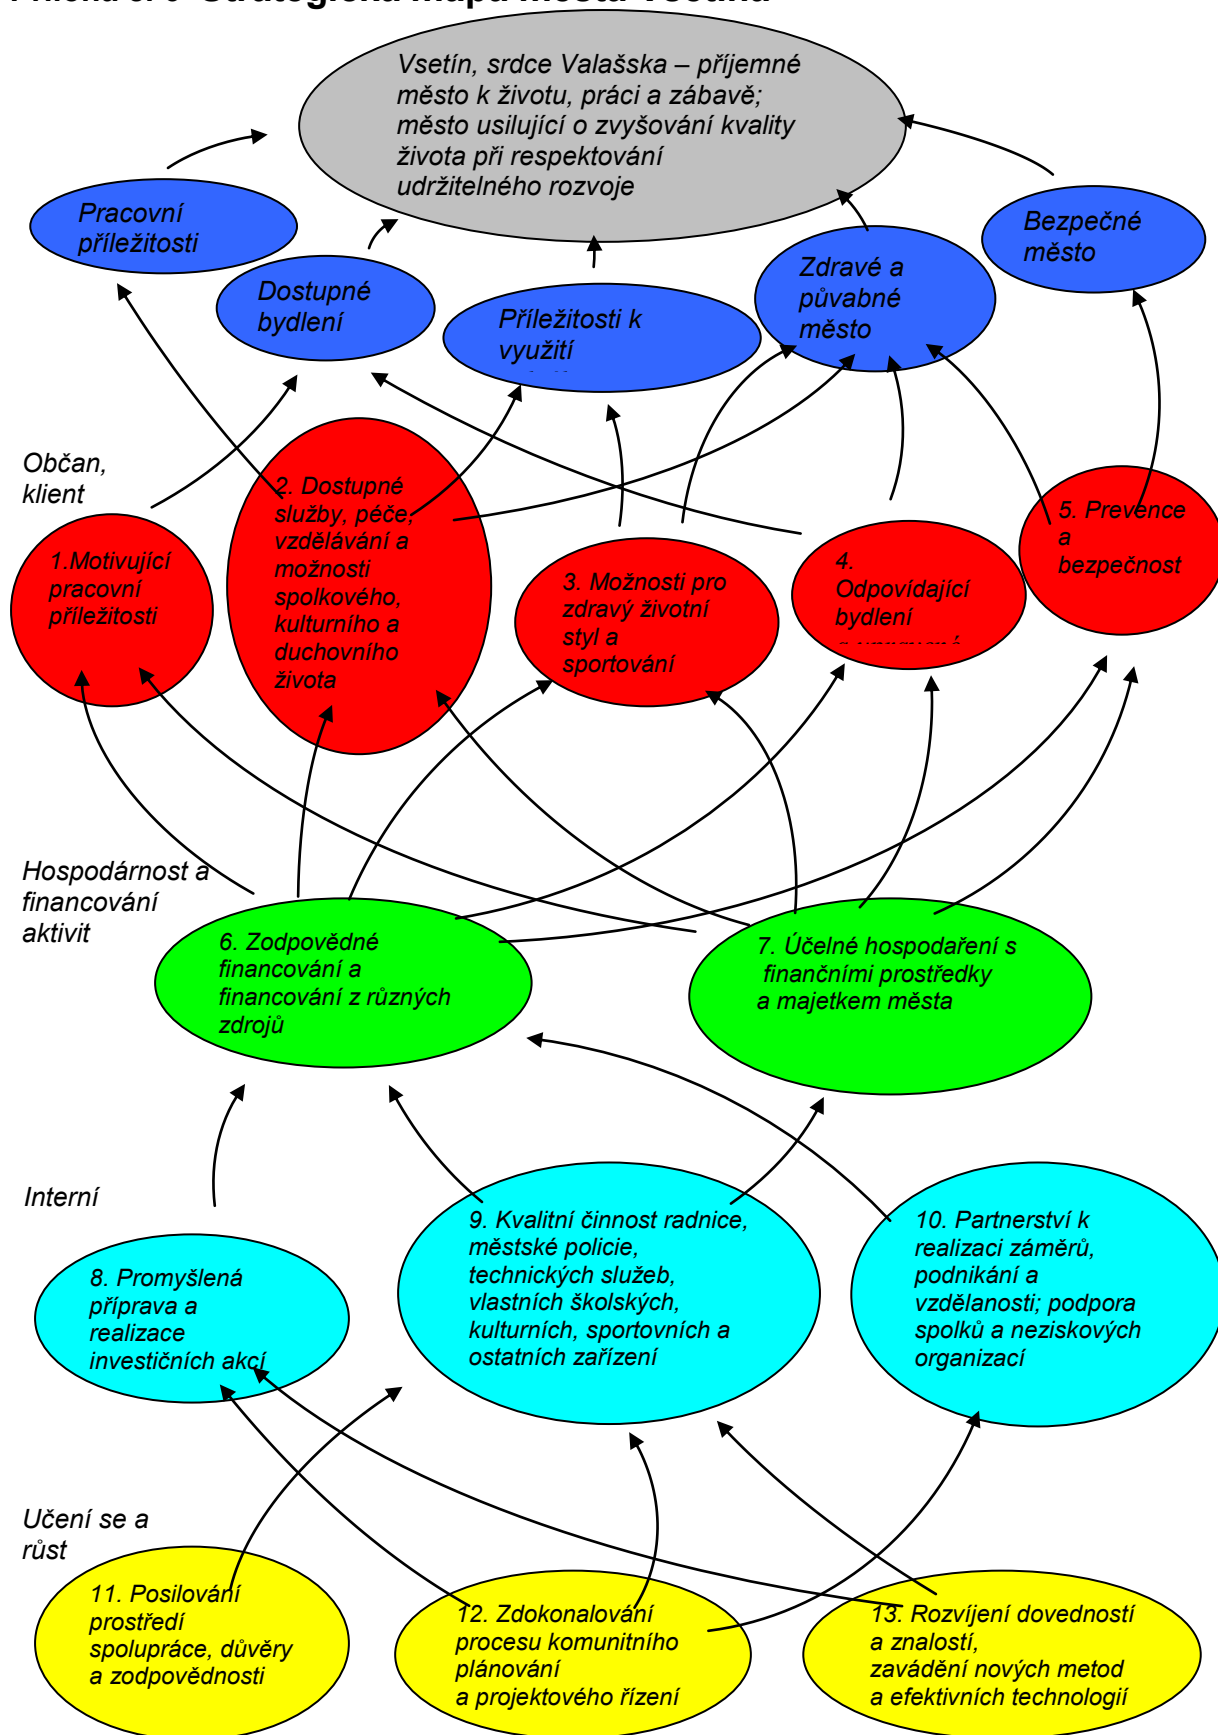 Strategická mapa města Vsetína
Vsetín, srdce Valašska – příjemné
město k životu, práci a zábavě;
město usilující o zvyšování kvality
života při respektování
udržitelného rozvoje
Pracovní
příležitosti
Dostupné
bydlení
Příležitosti k
využití
Zdravé a
půvabné
město
Bezpečné
město
Občan,
klient
1.Motivující
pracovní
příležitosti
2. Dostupné
služby, péče,
vzdělávání a
možnosti
spolkového,
kulturního a
duchovního
života
3. Možnosti pro
zdravý životní
styl a
sportování
4.
Odpovídající
bydlení
5. Prevence
a
bezpečnost
Hospodárnost a
financování
aktivit
6. Zodpovědné
financování a
financování z různých
zdrojů
7. Účelné hospodaření s
finančními prostředky
a majetkem města
Interní
8. Promyšlená
příprava a
realizace
investičních akcí
9. Kvalitní činnost radnice,
městské policie,
technických služeb,
vlastních školských,
kulturních, sportovních a
ostatních zařízení
10. Partnerství k
realizaci záměrů,
podnikání a
vzdělanosti; podpora
spolků a neziskových
organizací
Učení se a
růst
11. Posilování
prostředí
spolupráce, důvěry
a zodpovědnosti
12. Zdokonalování
procesu komunitního
plánování
a projektového řízení
13. Rozvíjení dovedností
a znalostí,
zavádění nových metod
a efektivních technologií